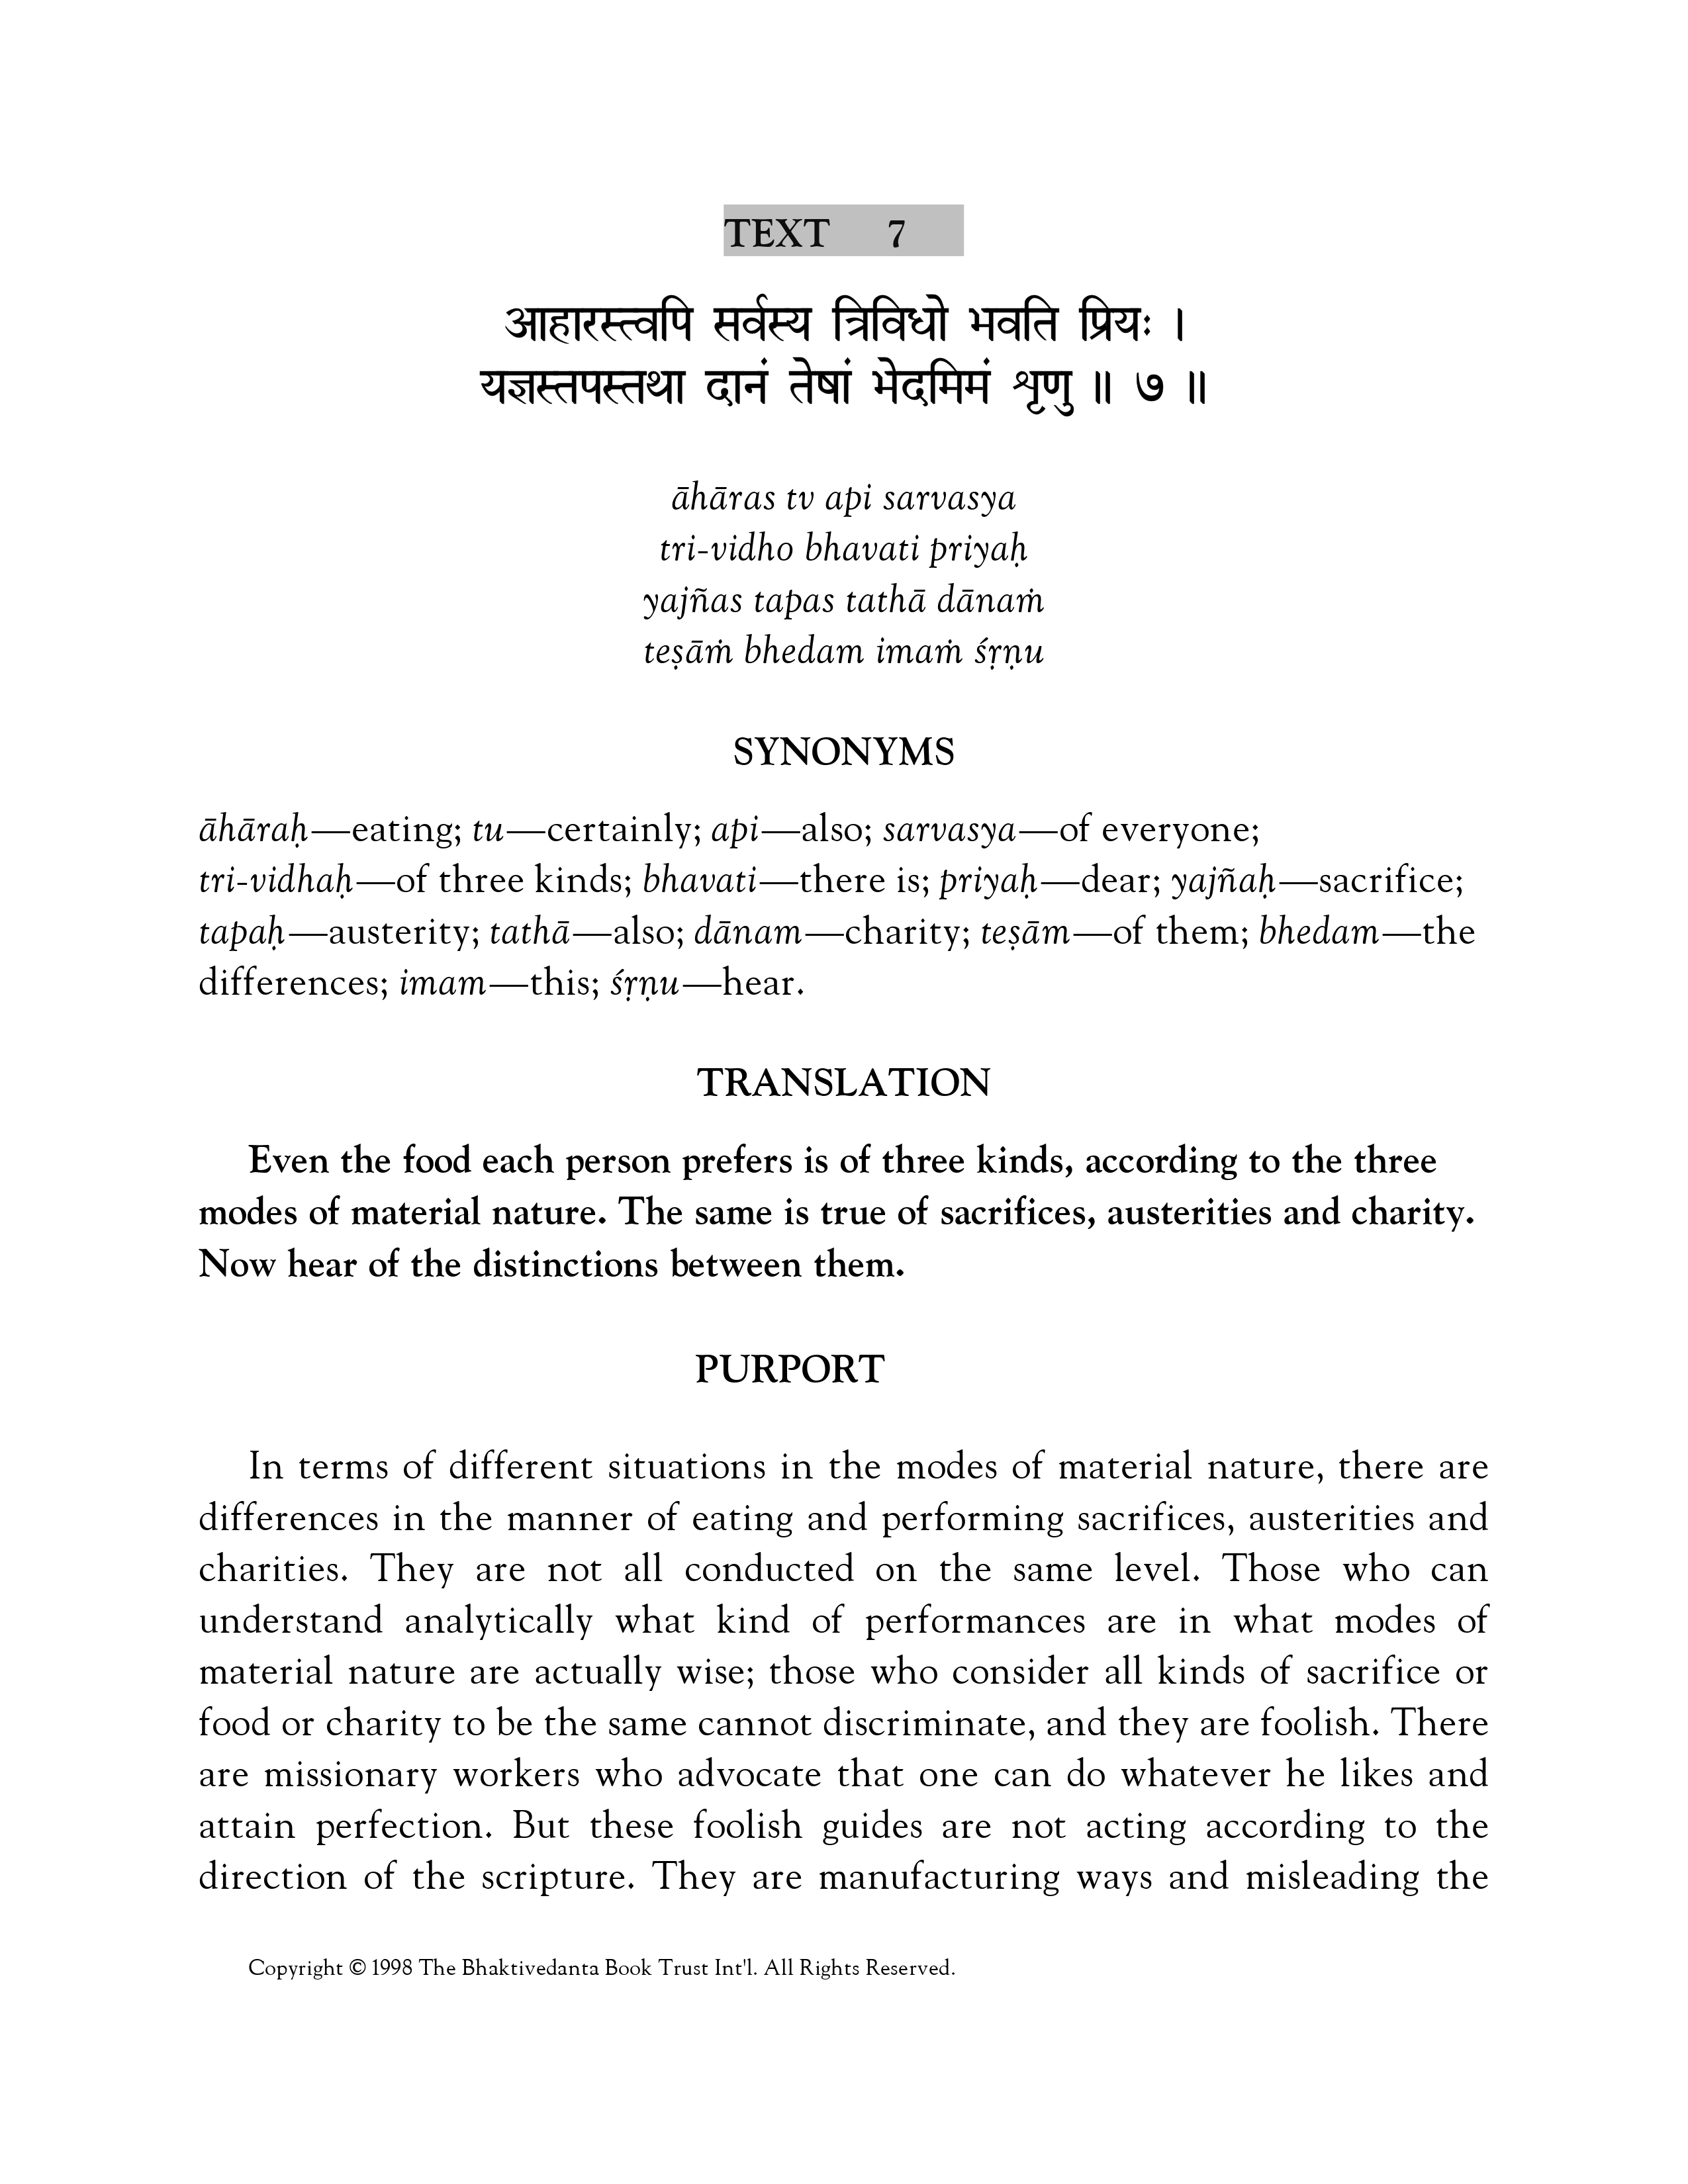 TEXT 7
आहारस्त्वपि सर्वस्य त्रिविधो भवति प्रियः ।
यज्ञस्तपस्तथा दानं तेषां भेदमिमं शृणु ॥ ७ ॥
āhāras tv api sarvasya
tri-vidho bhavati priyaḥ
yajñas tapas tathā dānaṁ
teṣāṁ bhedam imaṁ śṛṇu
SYNONYMS
āhāraḥ—eating; tu—certainly; api—also; sarvasya—of everyone;
tri-vidhaḥ—of three kinds; bhavati—there is; priyaḥ—dear; yajñaḥ—sacrifice;
tapaḥ—austerity; tathā—also; dānam—charity; teṣām—of them; bhedam—the
differences; imam—this; śṛṇu—hear.
TRANSLATION
Even the food each person prefers is of three kinds, according to the three
modes of material nature. The same is true of sacrifices, austerities and charity.
Now hear of the distinctions between them.
PURPORT
In terms of different situations in the modes of material nature, there are
differences in the manner of eating and performing sacrifices, austerities and
charities. They are not all conducted on the same level. Those who can
understand analytically what kind of performances are in what modes of
material nature are actually wise; those who consider all kinds of sacrifice or
food or charity to be the same cannot discriminate, and they are foolish. There
are missionary workers who advocate that one can do whatever he likes and
attain perfection. But these foolish guides are not acting according to the
direction of the scripture. They are manufacturing ways and misleading the
Copyright © 1998 The Bhaktivedanta Book Trust Int'l. All Rights Reserved.